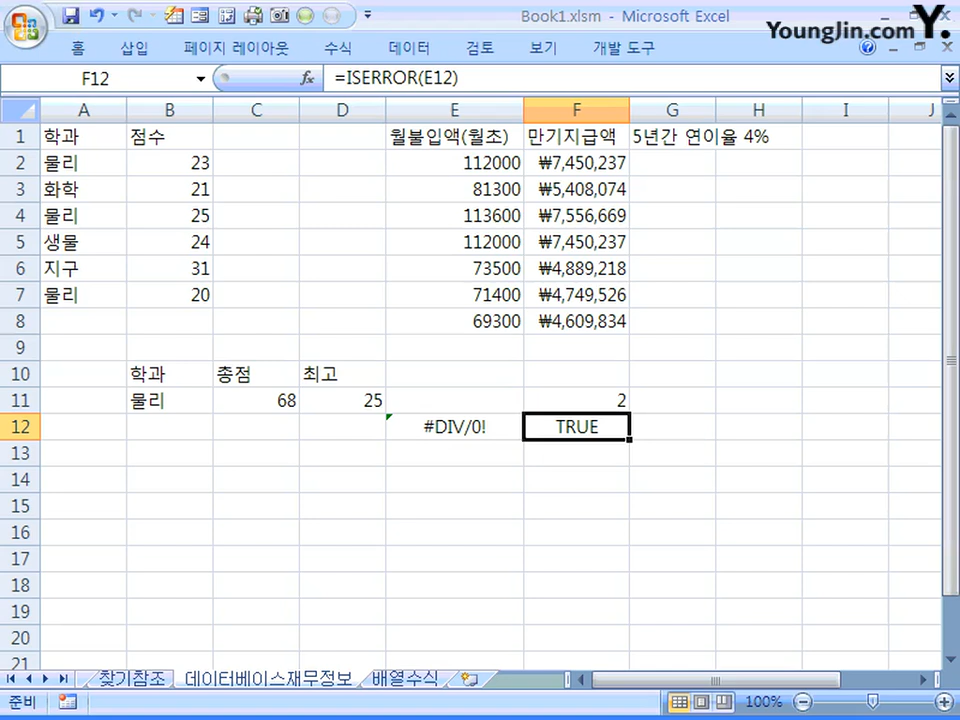 Book1.xlsm - Microsoft Excel
YoungJin.com Y.
홈 삽입 페이지 레이아웃 수식 데이터 검토 보기 개발 도구
F12 fx =ISERROR(E12)
A B C D E F G H I J
1 학과 점수 월불입액(월초) 만기지급액 5년간 연이율 4%
2 물리 23 112000 ₩7,450,237
3 화학 21 81300 ₩5,408,074
4 물리 25 113600 ₩7,556,669
5 생물 24 112000 ₩7,450,237
6 지구 31 73500 ₩4,889,218
7 물리 20 71400 ₩4,749,526
8 69300 ₩4,609,834
9
10 학과 총점 최고
11 물리 68 25 2
12 #DIV/0! TRUE
13
14
15
16
17
18
19
20
21
찾기참조 데이터베이스재무정보 배열수식
준비 100%